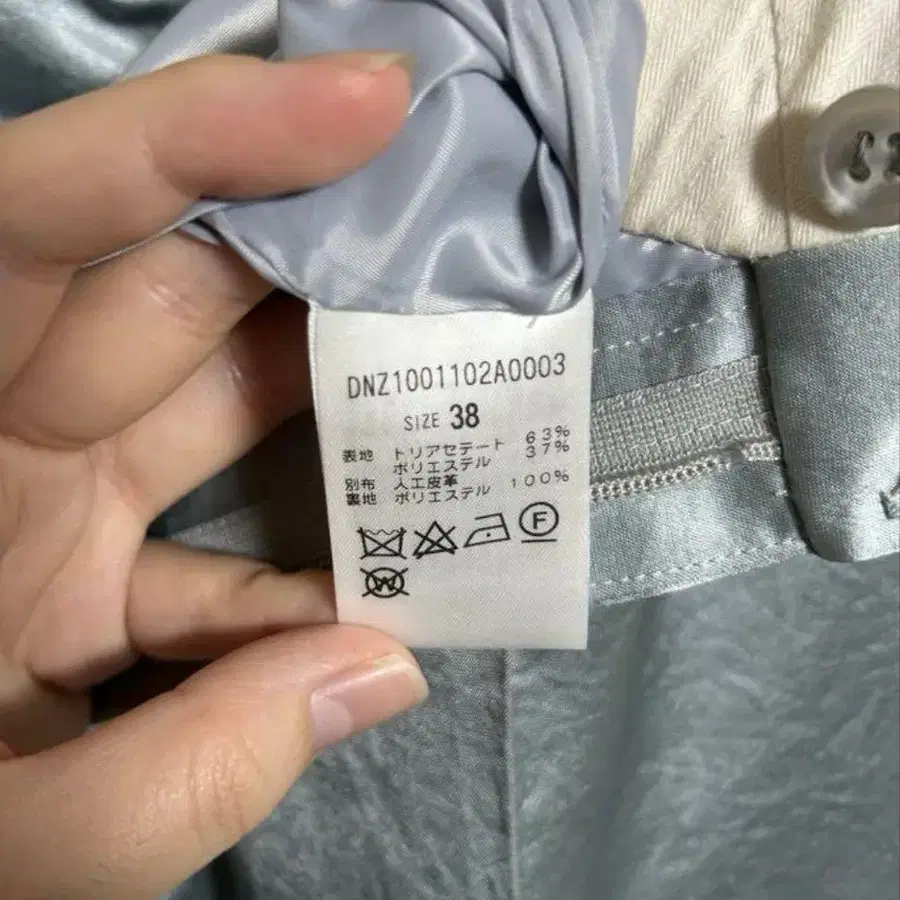 DNZ1001102A0003
SIZE 38
表地 トリアセテート 63%
ポリエステル 37%
別布 人工皮革
裏地 ポリエステル 100%
F
W